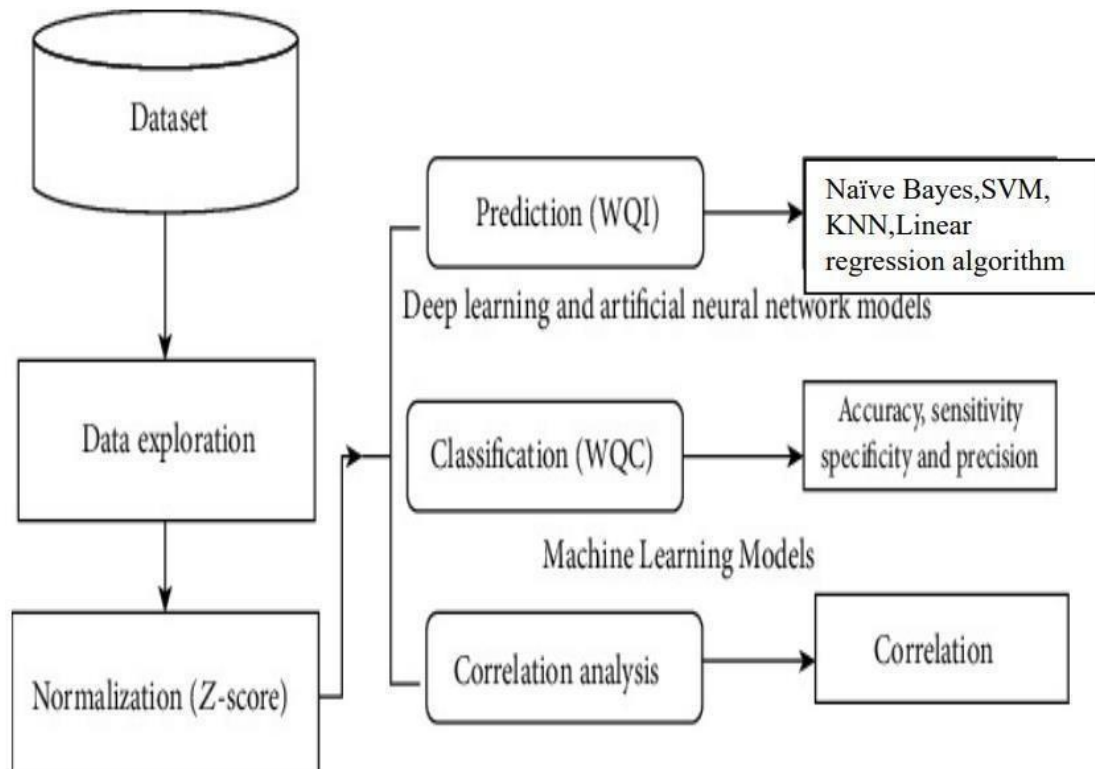 Dataset
Data exploration
Normalization (Z-score)
Prediction (WQI)
Naïve Bayes,SVM,
KNN,Linear
regression algorithm
Deep learning and artificial neural network models
Classification (WQC)
Accuracy, sensitivity
specificity and precision
Machine Learning Models
Correlation analysis
Correlation